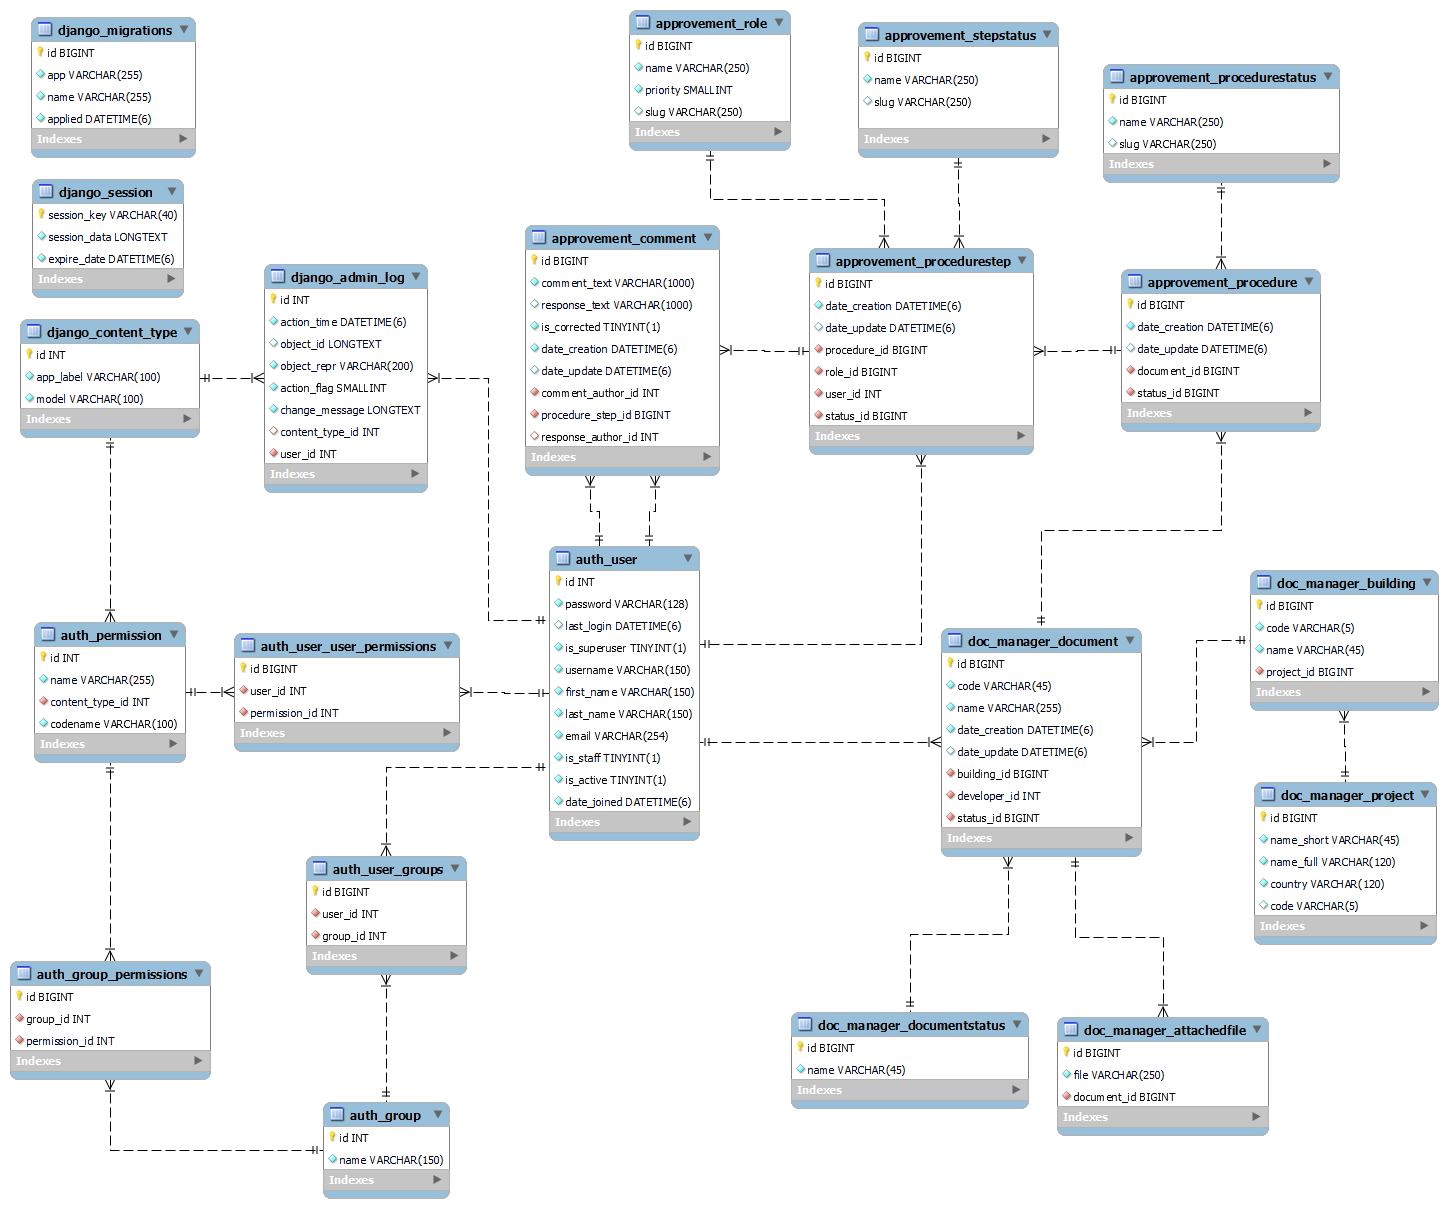 django_migrations
id BIGINT
app VARCHAR(255)
name VARCHAR(255)
applied DATETIME(6)
Indexes
django_session
session_key VARCHAR(40)
session_data LONGTEXT
expire_date DATETIME(6)
Indexes
django_content_type
id INT
app_label VARCHAR(100)
model VARCHAR(100)
Indexes
django_admin_log
id INT
action_time DATETIME(6)
object_id LONGTEXT
object_repr VARCHAR(200)
action_flag SMALLINT
change_message LONGTEXT
content_type_id INT
user_id INT
Indexes
approvement_role
id BIGINT
name VARCHAR(250)
priority SMALLINT
slug VARCHAR(250)
Indexes
approvement_stepstatus
id BIGINT
name VARCHAR(250)
slug VARCHAR(250)
Indexes
approvement_procedurestatus
id BIGINT
name VARCHAR(250)
slug VARCHAR(250)
Indexes
approvement_comment
id BIGINT
comment_text VARCHAR(1000)
response_text VARCHAR(1000)
is_corrected TINYINT(1)
date_creation DATETIME(6)
date_update DATETIME(6)
comment_author_id INT
procedure_step_id BIGINT
response_author_id INT
Indexes
approvement_procedurestep
id BIGINT
date_creation DATETIME(6)
date_update DATETIME(6)
procedure_id BIGINT
role_id BIGINT
user_id INT
status_id BIGINT
Indexes
approvement_procedure
id BIGINT
date_creation DATETIME(6)
date_update DATETIME(6)
document_id BIGINT
status_id BIGINT
Indexes
auth_permission
id INT
name VARCHAR(255)
content_type_id INT
codename VARCHAR(100)
Indexes
auth_user_user_permissions
id BIGINT
user_id INT
permission_id INT
Indexes
auth_user
id INT
password VARCHAR(128)
last_login DATETIME(6)
is_superuser TINYINT(1)
username VARCHAR(150)
first_name VARCHAR(150)
last_name VARCHAR(150)
email VARCHAR(254)
is_staff TINYINT(1)
is_active TINYINT(1)
date_joined DATETIME(6)
Indexes
doc_manager_document
id BIGINT
code VARCHAR(45)
name VARCHAR(255)
date_creation DATETIME(6)
date_update DATETIME(6)
building_id BIGINT
developer_id INT
status_id BIGINT
Indexes
doc_manager_building
id BIGINT
code VARCHAR(5)
name VARCHAR(45)
project_id BIGINT
Indexes
doc_manager_project
id BIGINT
name_short VARCHAR(45)
name_full VARCHAR(120)
country VARCHAR(120)
code VARCHAR(5)
Indexes
auth_user_groups
id BIGINT
user_id INT
group_id INT
Indexes
auth_group_permissions
id BIGINT
group_id INT
permission_id INT
Indexes
auth_group
id INT
name VARCHAR(150)
Indexes
doc_manager_documentstatus
id BIGINT
name VARCHAR(45)
Indexes
doc_manager_attachedfile
id BIGINT
file VARCHAR(250)
document_id BIGINT
Indexes